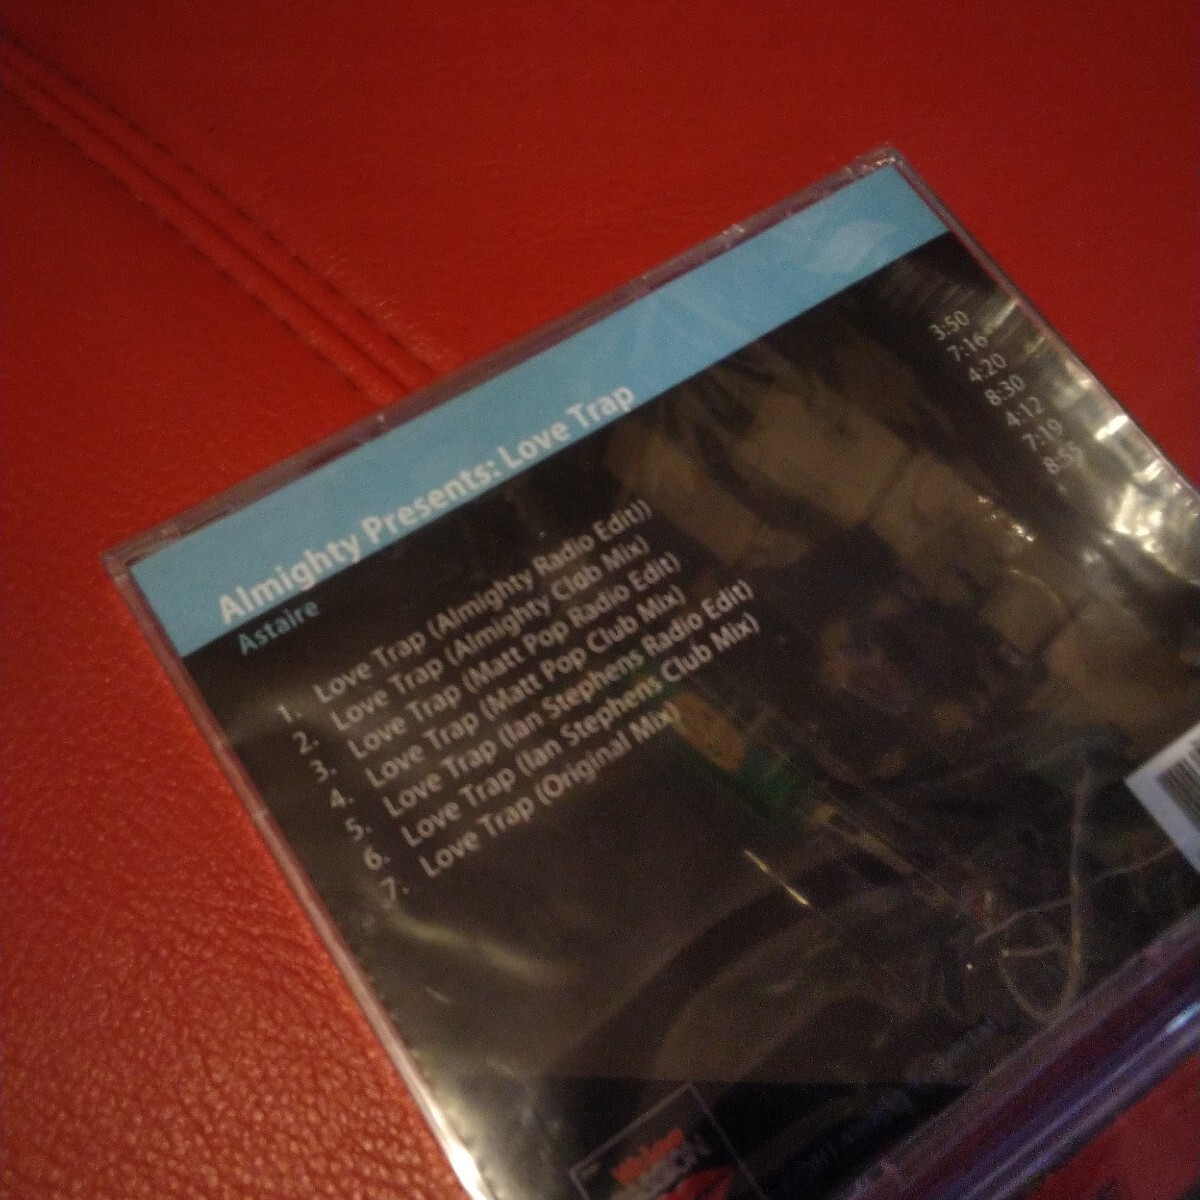 Almighty Presents: Love Trap
Astaire
1. Love Trap (Almighty Radio Edit)) 3:50
2. Love Trap (Almighty Club Mix) 7:16
3. Love Trap (Matt Pop Radio Edit) 4:20
4. Love Trap (Matt Pop Club Mix) 8:30
5. Love Trap (Ian Stephens Radio Edit) 4:12
6. Love Trap (Ian Stephens Club Mix) 7:19
7. Love Trap (Original Mix)